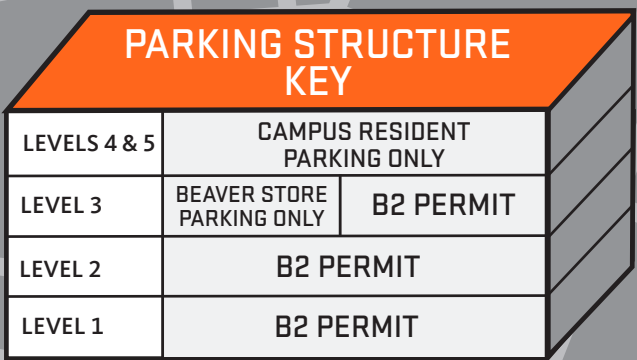 PARKING STRUCTURE
KEY
LEVELS 4 & 5
CAMPUS RESIDENT
PARKING ONLY
LEVEL 3
BEAVER STORE
PARKING ONLY
B2 PERMIT
LEVEL 2
B2 PERMIT
LEVEL 1
B2 PERMIT